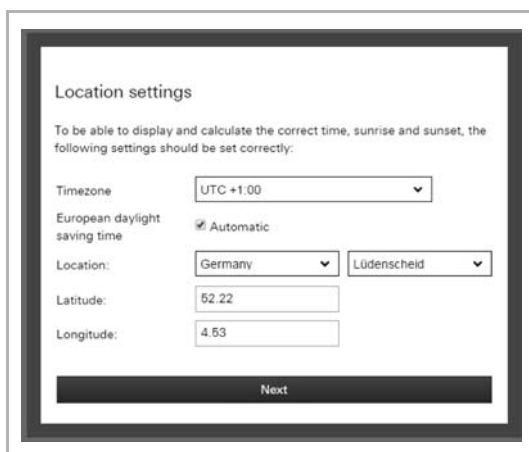 Location settings
To be able to display and calculate the correct time, sunrise and sunset, the
following settings should be set correctly:
Timezone UTC +1:00
European daylight
saving time Automatic
Location: Germany Lüdenscheid
Latitude: 52.22
Longitude: 4.53
Next